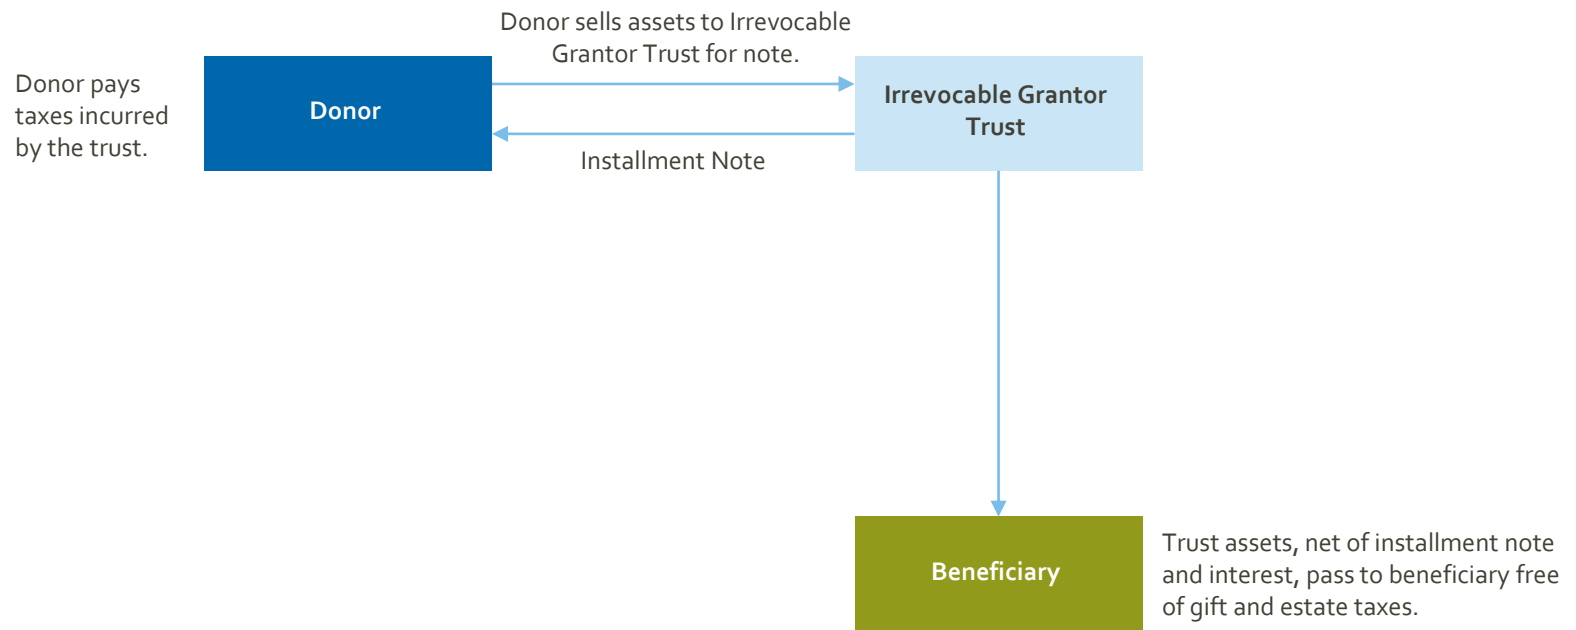 Donor sells assets to Irrevocable
Grantor Trust for note.
Donor pays
taxes incurred
by the trust.
Donor
Irrevocable Grantor
Trust
Installment Note
Beneficiary
Trust assets, net of installment note
and interest, pass to beneficiary free
of gift and estate taxes.